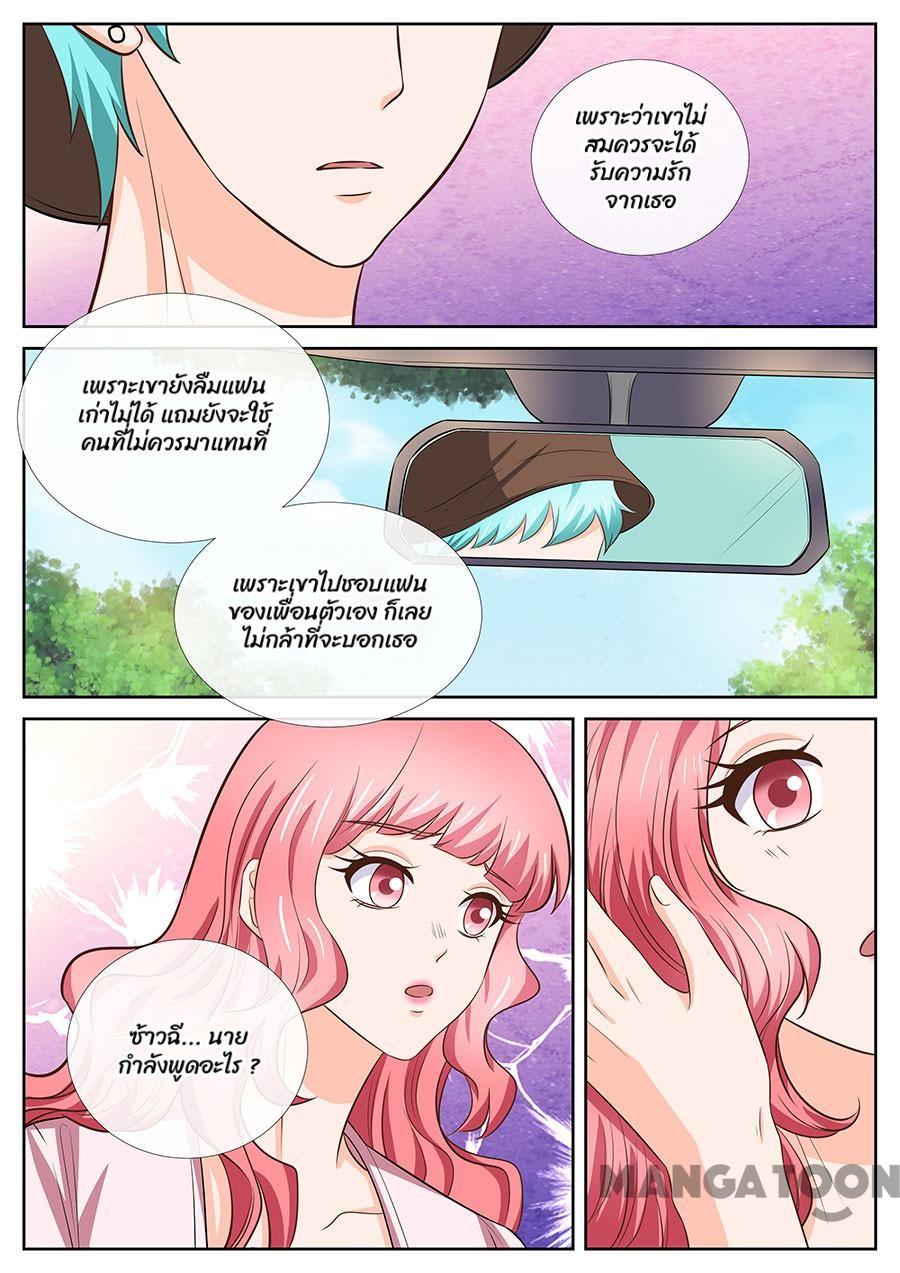 เพราะว่าเขาไม่
สมควรจะได้
รับความรัก
จากเธอ
เพราะเขายังลืมแฟน
เก่าไม่ได้ แถมยังจะใช้
คนที่ไม่ควรมาแทนที่
เพราะเขาไปชอบแฟน
ของเพื่อนตัวเอง ก็เลย
ไม่กล้าที่จะบอกเธอ
ซ้าวฉี... นาย
กำลังพูดอะไร ?
MANGATOON